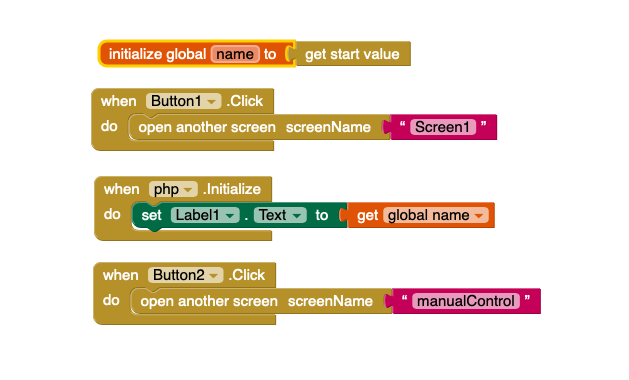 initialize global name to get start value
when Button1 .Click
do open another screen screenName " Screen1 "
when php .Initialize
do set Label1 . Text to get global name
when Button2 .Click
do open another screen screenName " manualControl "